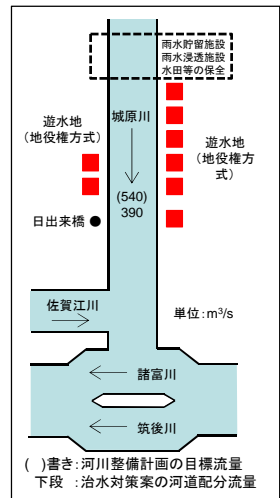 雨水貯留施設
雨水浸透施設
水田等の保全
遊水地
(地役権方式)
城原川
遊水地
(地役権方
式)
(540)
390
日出来橋
佐賀江川
単位:m³/s
諸富川
筑後川
( )書き:河川整備計画の目標流量
下段 :治水対策案の河道配分流量